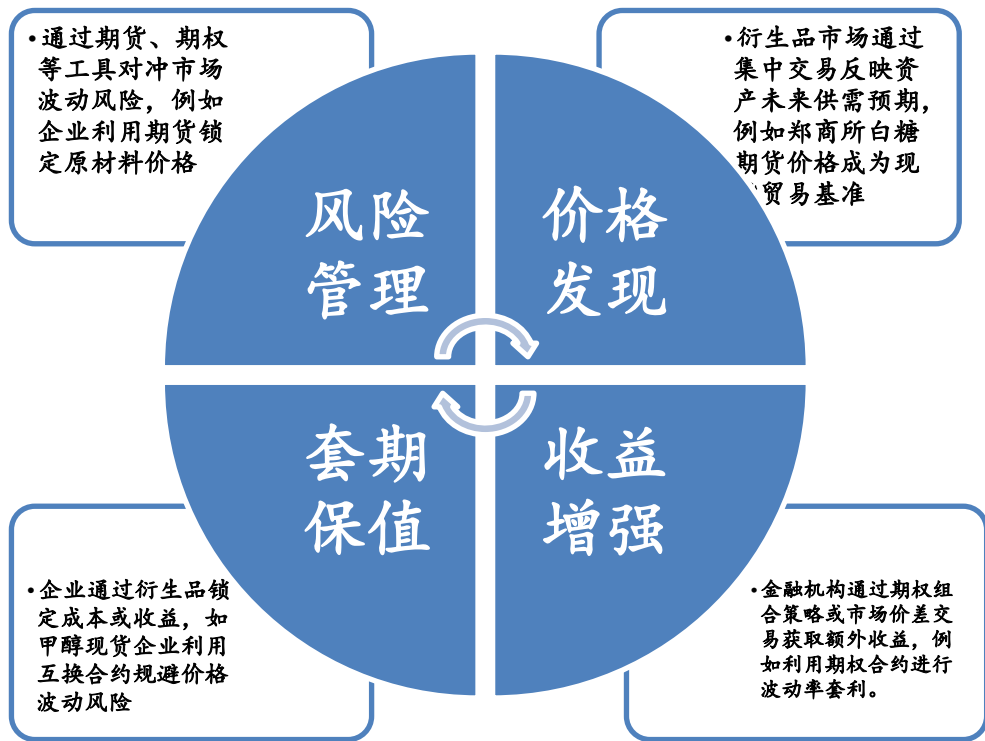 •通过期货、期权
等工具对冲市场
波动风险，例如
企业利用期货锁
定原材料价格
•衍生品市场通过
集中交易反映资
产未来供需预期，
例如郑商所白糖
期货价格成为现
贸易基准
风险
管理
价格
发现
套期
保值
收益
增强
•企业通过衍生品锁
定成本或收益，如
甲醇现货企业利用
互换合约规避价格
波动风险
•金融机构通过期权组
合策略或市场价差交
易获取额外收益，例
如利用期权合约进行
波动率套利。